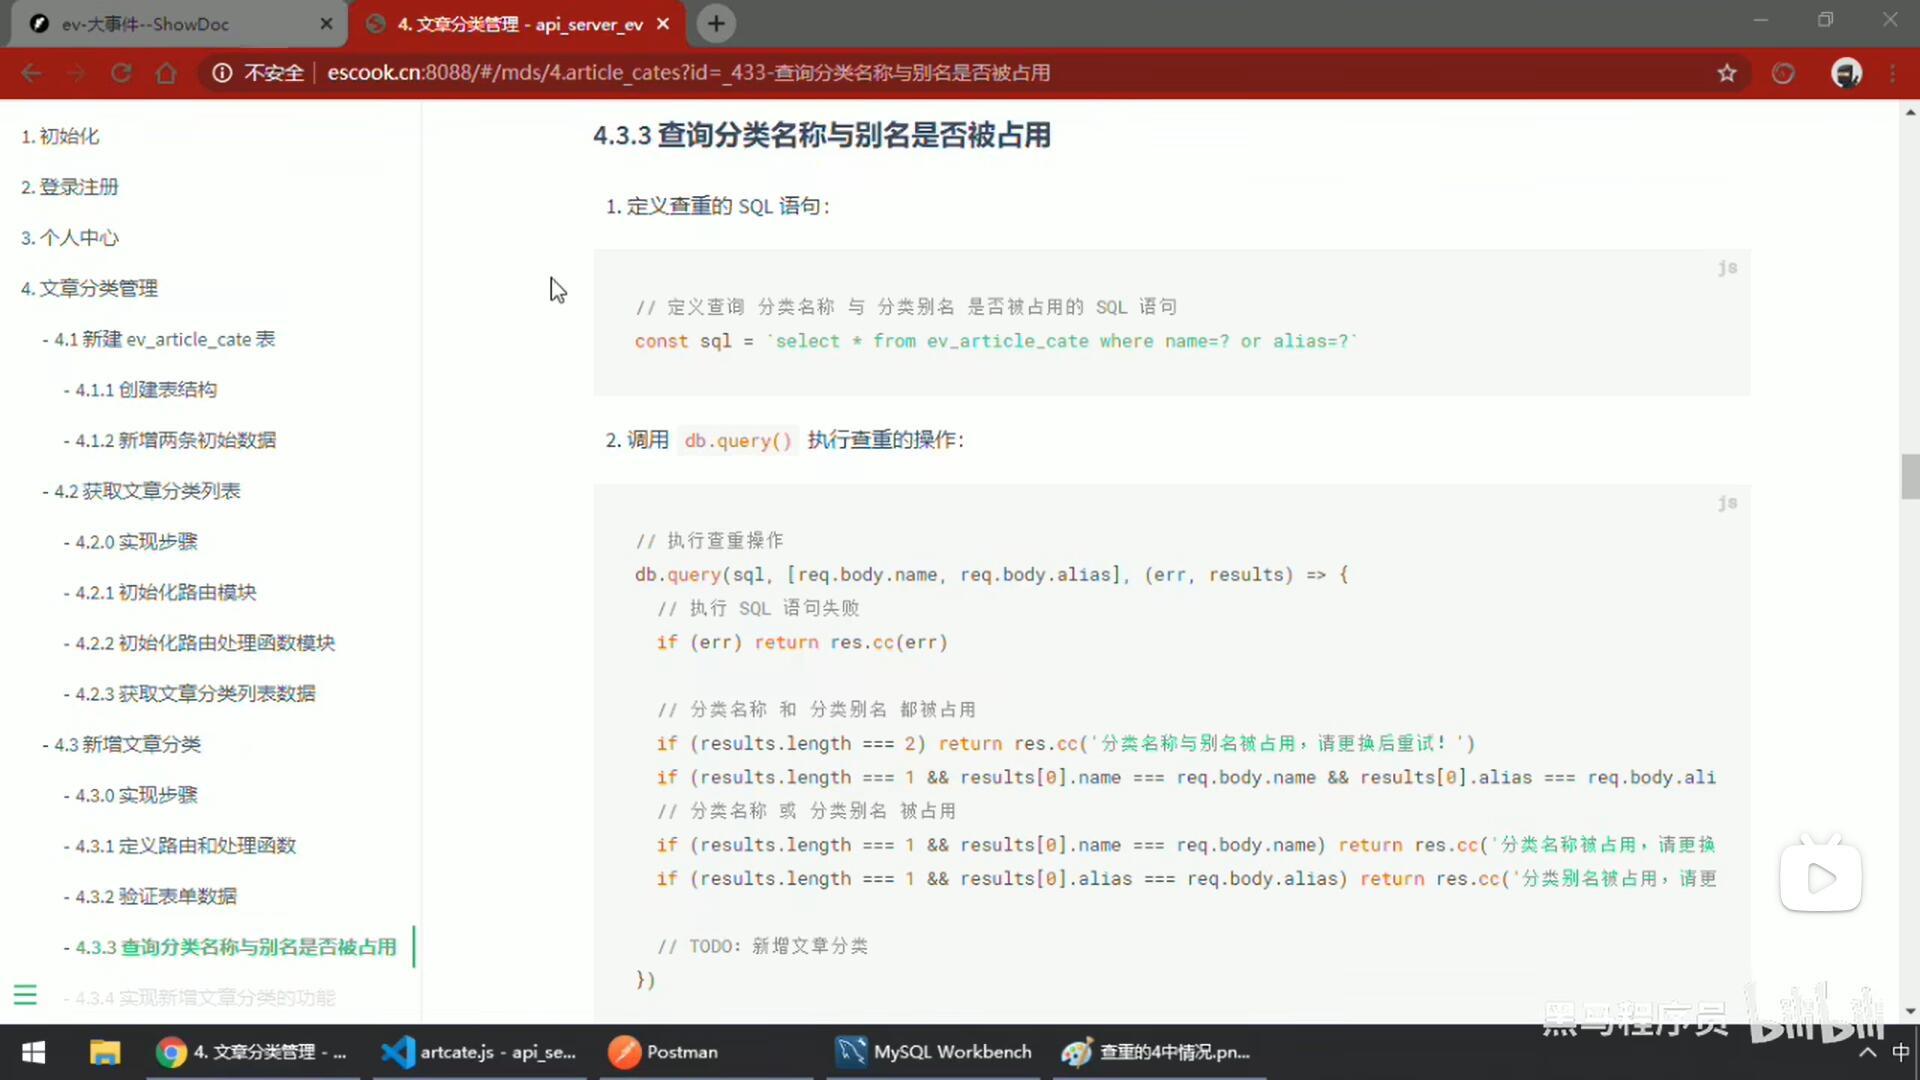 ev-大事件--ShowDoc
4. 文章分类管理 - api_server_ev
不安全 escook.cn:8088/#/mds/4.article_cates?id=_433-查询分类名称与别名是否被占用
1. 初始化
2. 登录注册
3. 个人中心
4. 文章分类管理
- 4.1 新建 ev_article_cate 表
- 4.1.1 创建表结构
- 4.1.2 新增两条初始数据
- 4.2 获取文章分类列表
- 4.2.0 实现步骤
- 4.2.1 初始化路由模块
- 4.2.2 初始化路由处理函数模块
- 4.2.3 获取文章分类列表数据
- 4.3 新增文章分类
- 4.3.0 实现步骤
- 4.3.1 定义路由和处理函数
- 4.3.2 验证表单数据
- 4.3.3 查询分类名称与别名是否被占用
- 4.3.4 实现新增文章分类的功能
4.3.3 查询分类名称与别名是否被占用
1. 定义查重的 SQL 语句：
js
// 定义查询 分类名称 与 分类别名 是否被占用的 SQL 语句
const sql = `select * from ev_article_cate where name=? or alias=?`
2. 调用 db.query() 执行查重的操作：
js
// 执行查重操作
db.query(sql, [req.body.name, req.body.alias], (err, results) => {
// 执行 SQL 语句失败
if (err) return res.cc(err)
// 分类名称 和 分类别名 都被占用
if (results.length === 2) return res.cc('分类名称与别名被占用，请更换后重试！')
if (results.length === 1 && results[0].name === req.body.name && results[0].alias === req.body.ali
// 分类名称 或 分类别名 被占用
if (results.length === 1 && results[0].name === req.body.name) return res.cc('分类名称被占用，请更换
if (results.length === 1 && results[0].alias === req.body.alias) return res.cc('分类别名被占用，请更
// TODO：新增文章分类
})
黑马程序员 bilibili
4. 文章分类管理 - ...
artcate.js - api_se...
Postman
MySQL Workbench
查重的4中情况.pn...
中